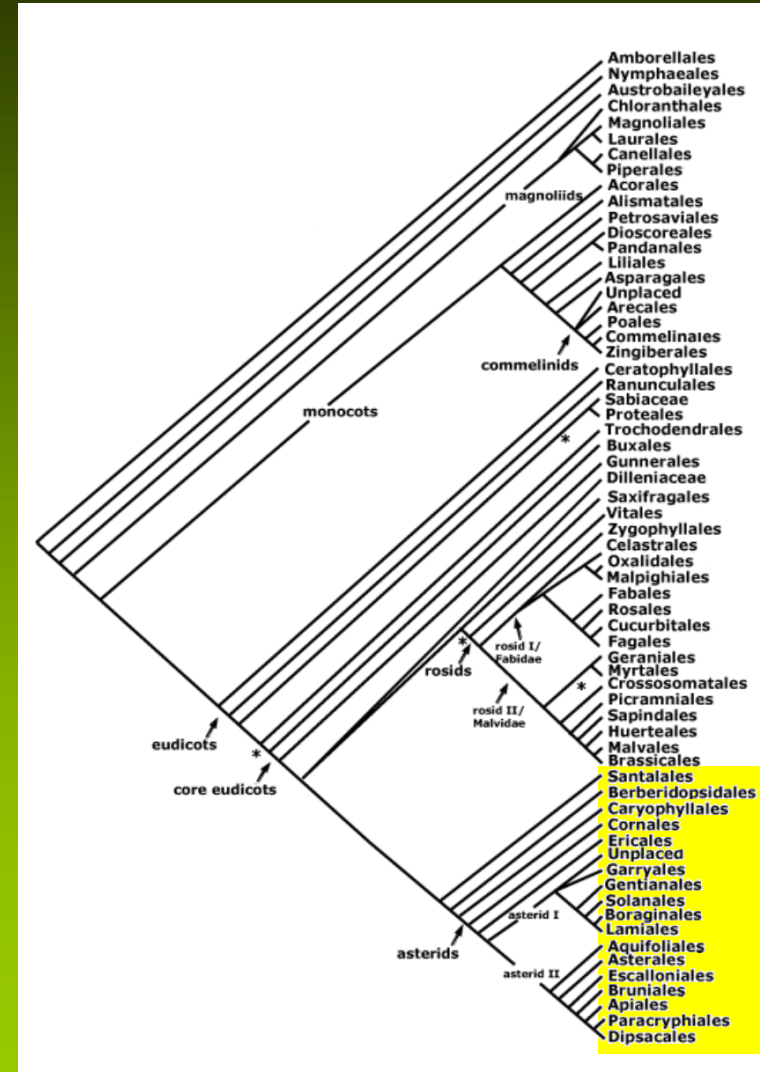 Amborellales
Nymphaeales
Austrobaileyales
Chloranthales
Magnoliales
Laurales
Canellales
Piperales
magnoliids
Acorales
Alismatales
Petrosaviales
Dioscoreales
Pandanales
Liliales
Asparagales
Unplaced
Arecales
Poales
Commelinales
Zingiberales
commelinids
Ceratophyllales
Ranunculales
Sabiaceae
monocots
Proteales
Trochodendrales
*
Buxales
Gunnerales
Dilleniaceae
Saxifragales
Vitales
Zygophyllales
Celastrales
Oxalidales
Malpighiales
Fabales
Rosales
Cucurbitales
Fagales
*
rosid I/
Fabidae
rosids
Geraniales
Myrtales
* Crossosomatales
Picramniales
rosid II/
Malvidae
Sapindales
Huerteales
Malvales
Brassicales
eudicots
*
core eudicots
Santalales
Berberidopsidales
Caryophyllales
Cornales
Ericales
Unplaced
Garryales
Gentianales
Solanales
asterid I
Boraginales
Lamiales
asterids
Aquifoliales
Asterales
asterid II
Escalloniales
Bruniales
Apiales
Paracryphiales
Dipsacales